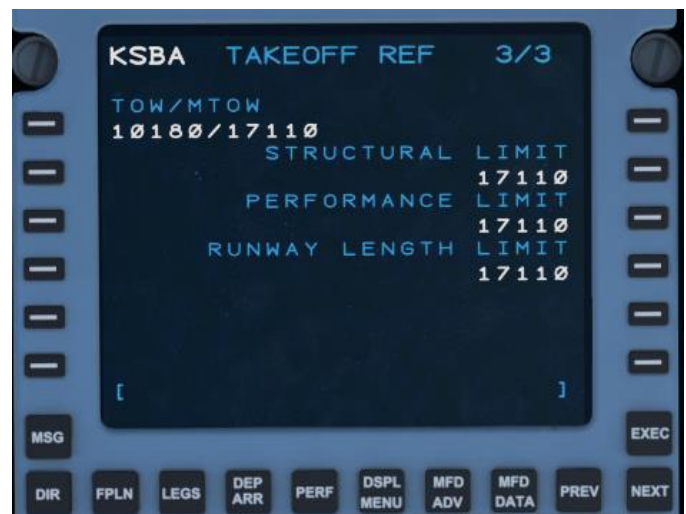 KSBA TAKEOFF REF 3/3
TOW/MTOW
10180/17110
STRUCTURAL LIMIT
17110
PERFORMANCE LIMIT
17110
RUNWAY LENGTH LIMIT
17110
[ ]
MSG EXEC
DIR FPLN LEGS DEP ARR PERF DSPL MENU MFD ADV MFD DATA PREV NEXT